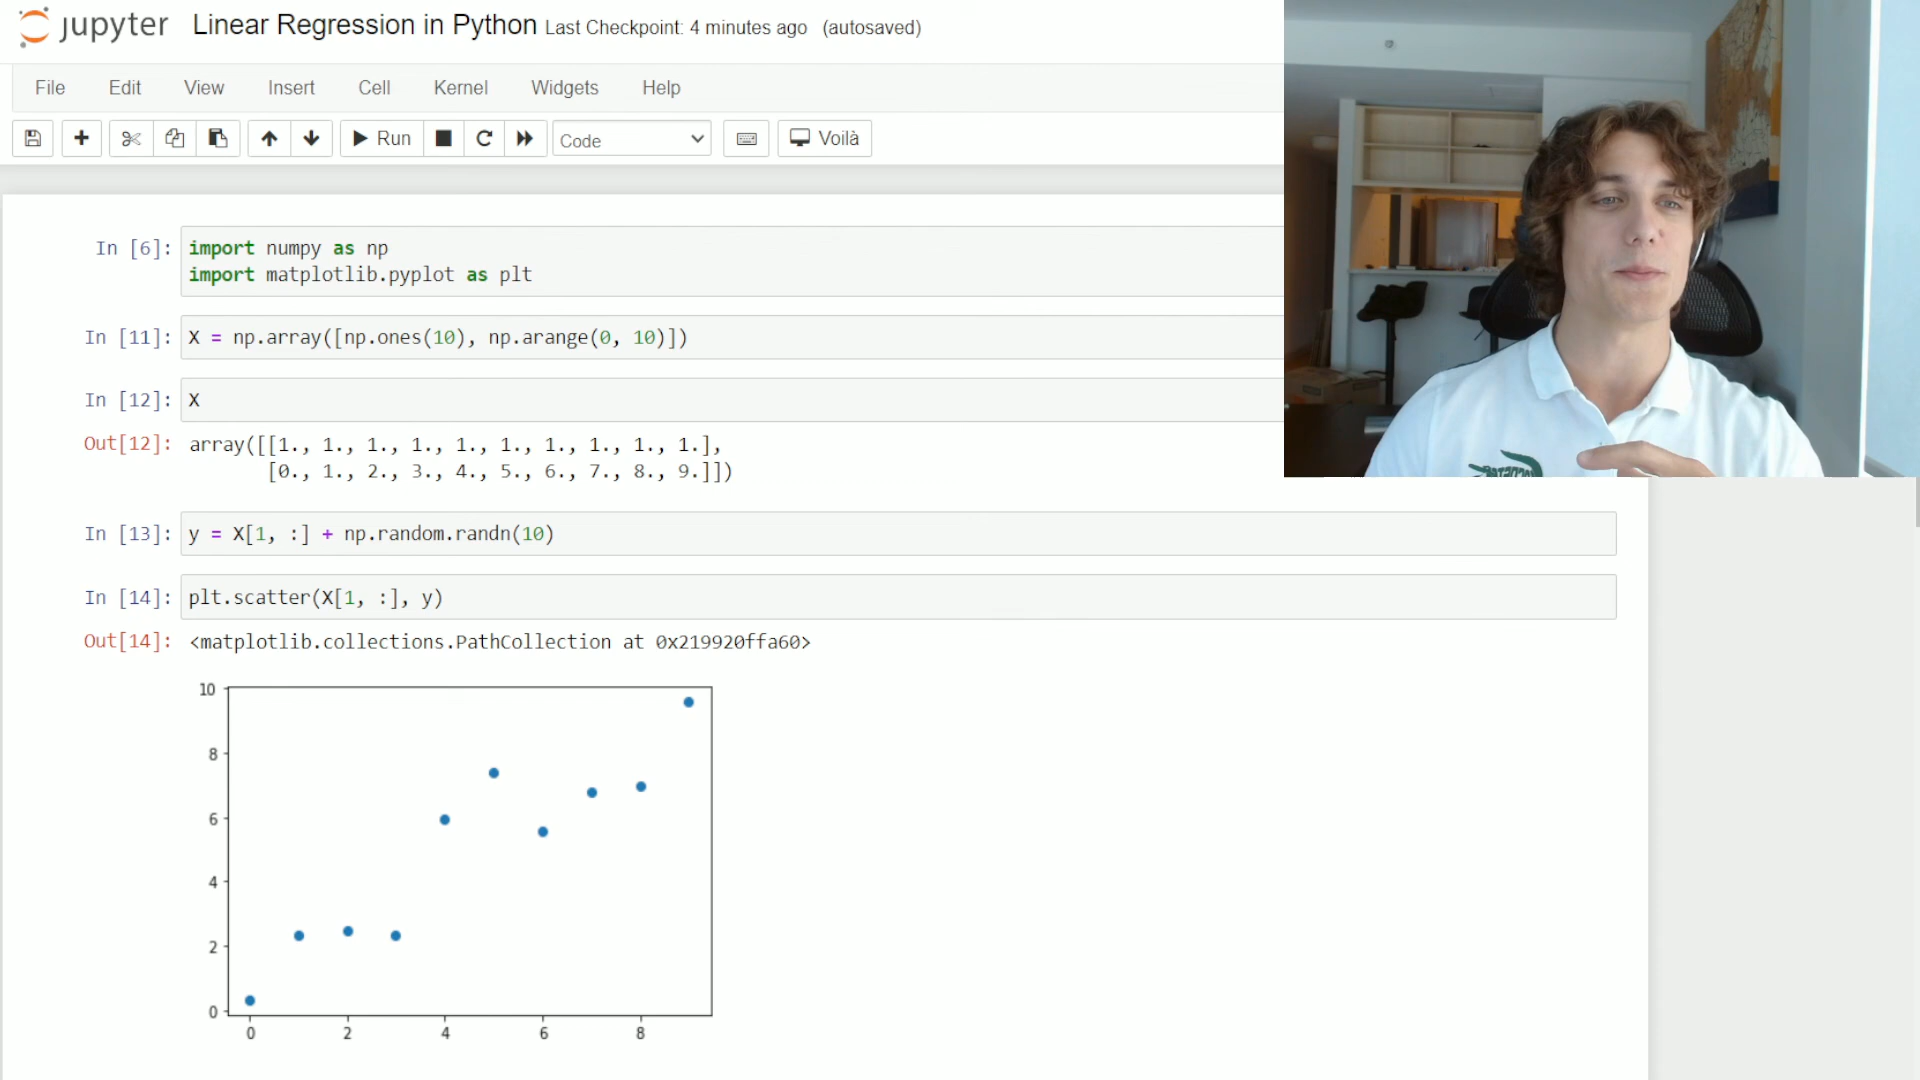 jupyter Linear Regression in Python Last Checkpoint: 4 minutes ago (autosaved)
File Edit View Insert Cell Kernel Widgets Help
Run Code Voilà
In [6]: import numpy as np
import matplotlib.pyplot as plt
In [11]: X = np.array([np.ones(10), np.arange(0, 10)])
In [12]: X
Out[12]: array([[1., 1., 1., 1., 1., 1., 1., 1., 1., 1.],
[0., 1., 2., 3., 4., 5., 6., 7., 8., 9.]])
In [13]: y = X[1, :] + np.random.randn(10)
In [14]: plt.scatter(X[1, :], y)
Out[14]: <matplotlib.collections.PathCollection at 0x219920ffa60>
10
8
6
4
2
0
0 2 4 6 8